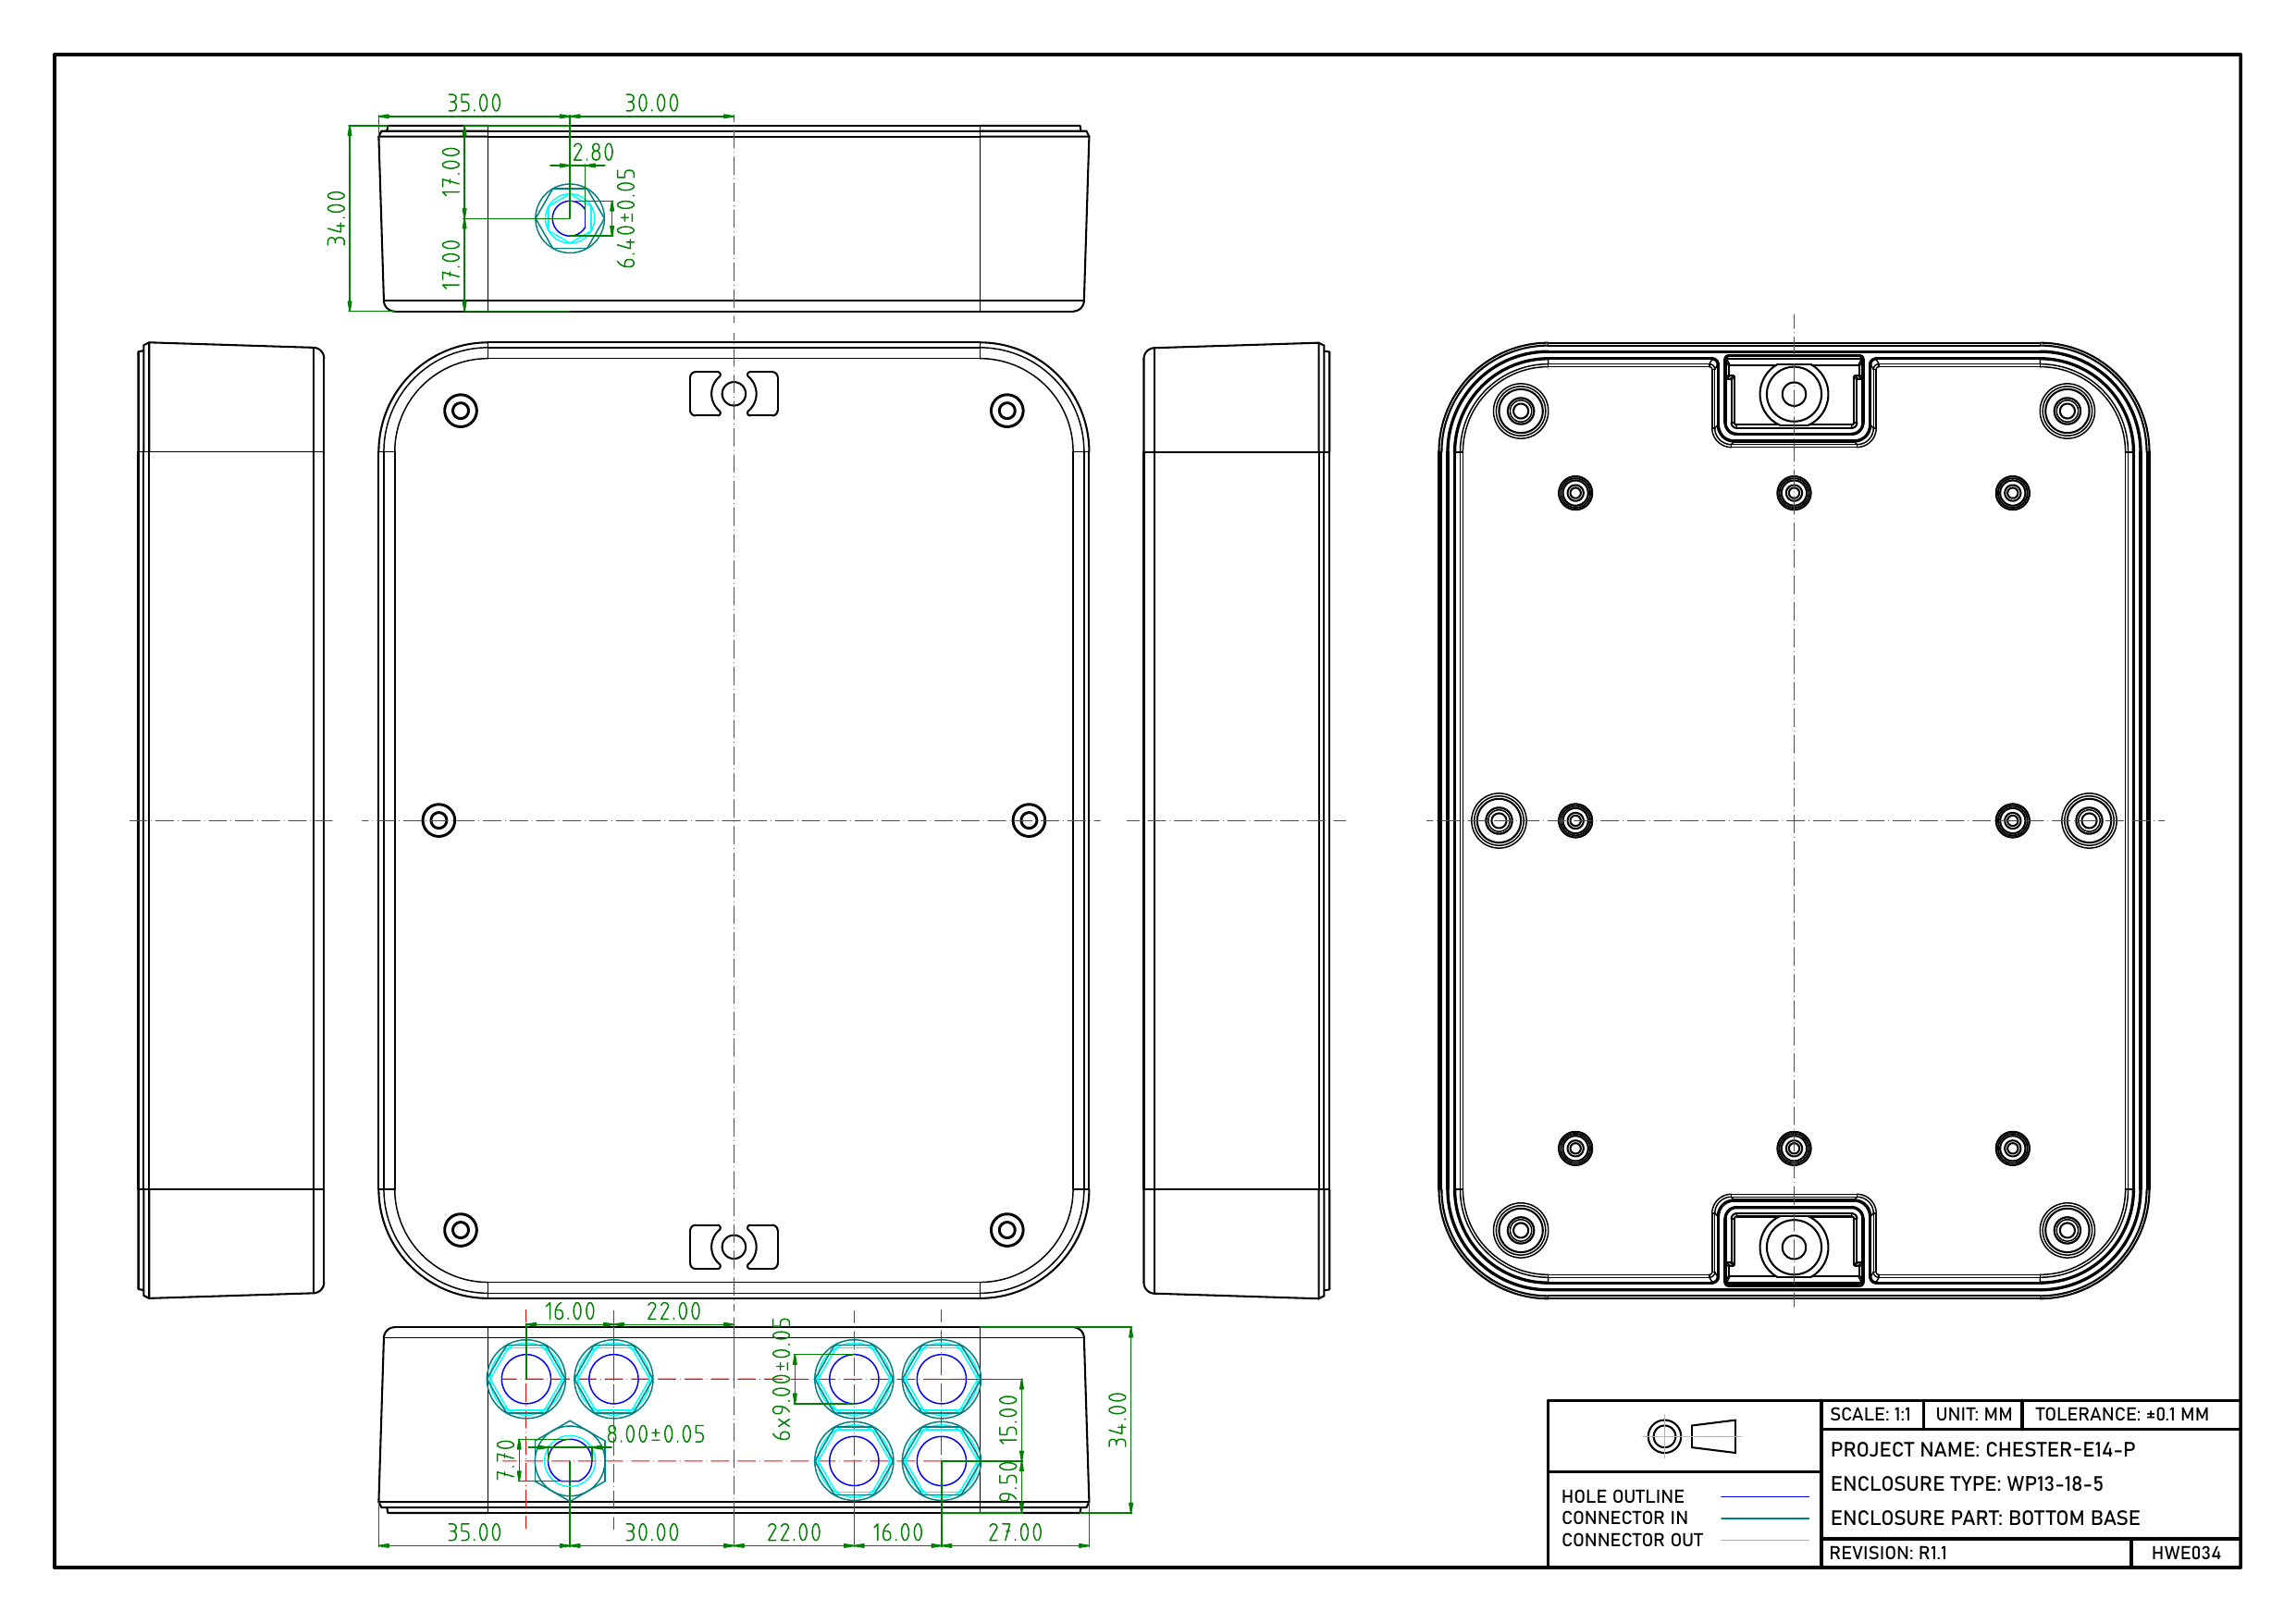 35.00 30.00
2.80
17.00
6.40±0.05
34.00
17.00
16.00 22.00
6x9.00±0.05
8.00±0.05
7.70
15.00
9.50
34.00
35.00 30.00 22.00 16.00 27.00
SCALE: 1:1 UNIT: MM TOLERANCE: ±0.1 MM
PROJECT NAME: CHESTER-E14-P
ENCLOSURE TYPE: WP13-18-5
ENCLOSURE PART: BOTTOM BASE
HOLE OUTLINE
CONNECTOR IN
CONNECTOR OUT
REVISION: R1.1 HWE034